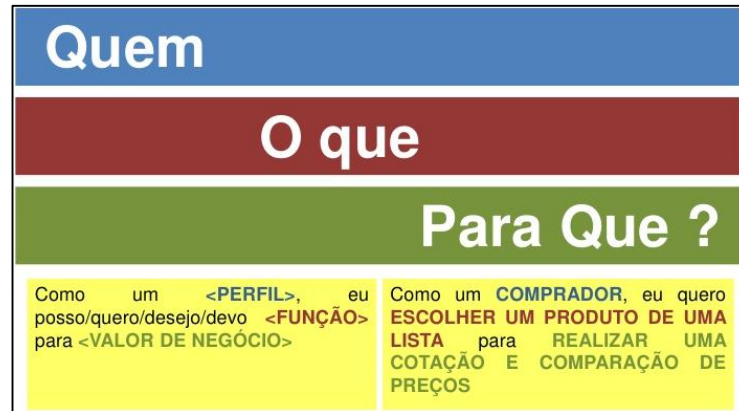 Quem
O que
Para Que ?
Como um <PERFIL>, eu
posso/quero/desejo/devo <FUNÇÃO>
para <VALOR DE NEGÓCIO>
Como um COMPRADOR, eu quero
ESCOLHER UM PRODUTO DE UMA
LISTA para REALIZAR UMA
COTAÇÃO E COMPARAÇÃO DE
PREÇOS